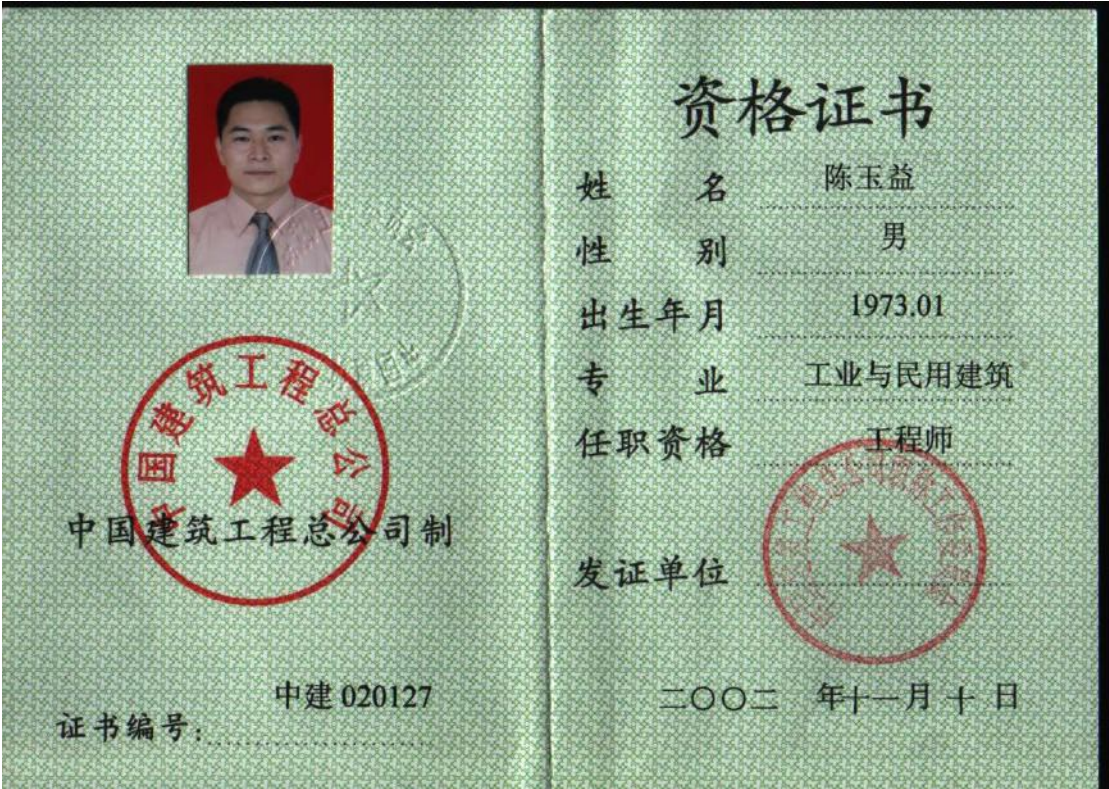 中国建筑工程总公司
中国建筑工程总公司制
中建 020127
证书编号：
资格证书
姓 名 陈玉益
性 别 男
出生年月 1973.01
专 业 工业与民用建筑
任职资格 工程师
发证单位
二〇〇二 年十一月 十 日